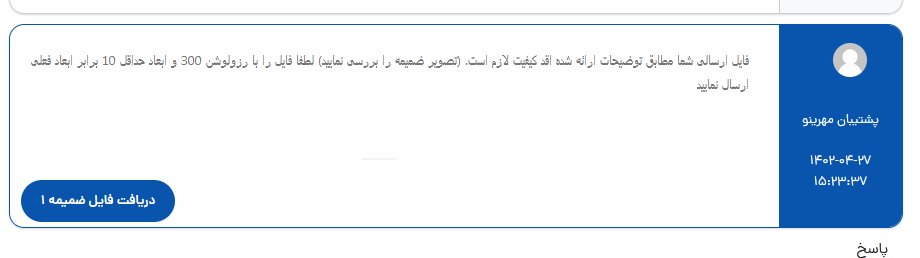 فایل ارسالی شما مطابق توضیحات ارائه شده اقد کیفیت لازم است. (تصویر ضمیمه را بررسی نمایید) لطفا فایل را با رزولوشن 300 و ابعاد حداقل 10 برابر ابعاد فعلی
ارسال نمایید
پشتیبان مهرینو
۱۴۰۲-۰۴-۲۷
۱۵:۲۳:۳۷
دریافت فایل ضمیمه ۱
پاسخ